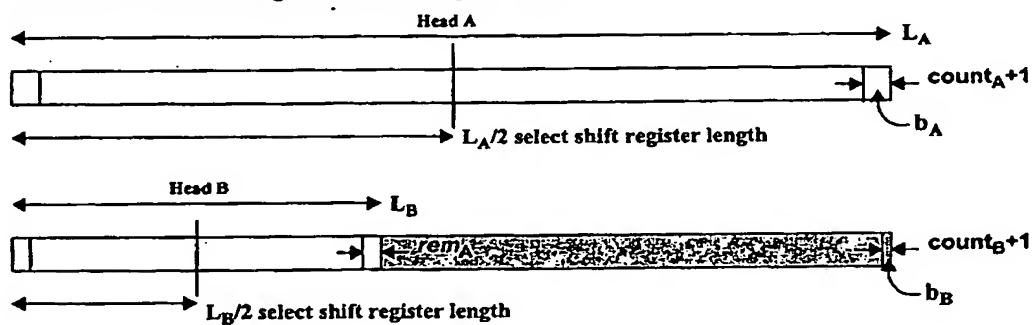 Head A
L_A
count_A+1
b_A
L_A/2 select shift register length
Head B
L_B
rem_A
count_B+1
b_B
L_B/2 select shift register length